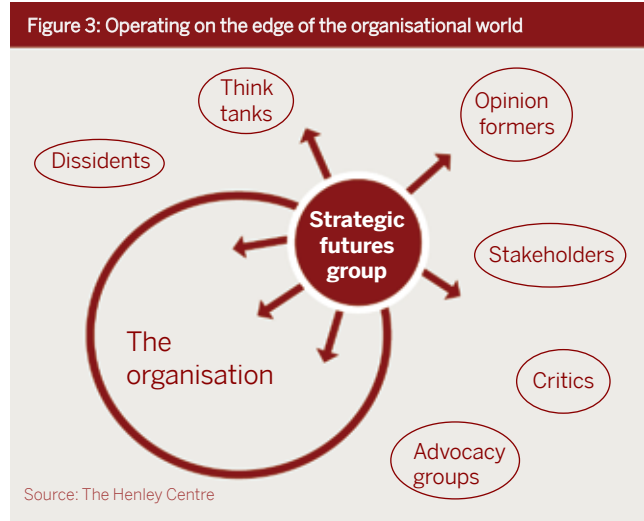 Figure 3: Operating on the edge of the organisational world
Think
tanks
Opinion
formers
Dissidents
Strategic
futures
group
Stakeholders
The
organisation
Critics
Advocacy
groups
Source: The Henley Centre